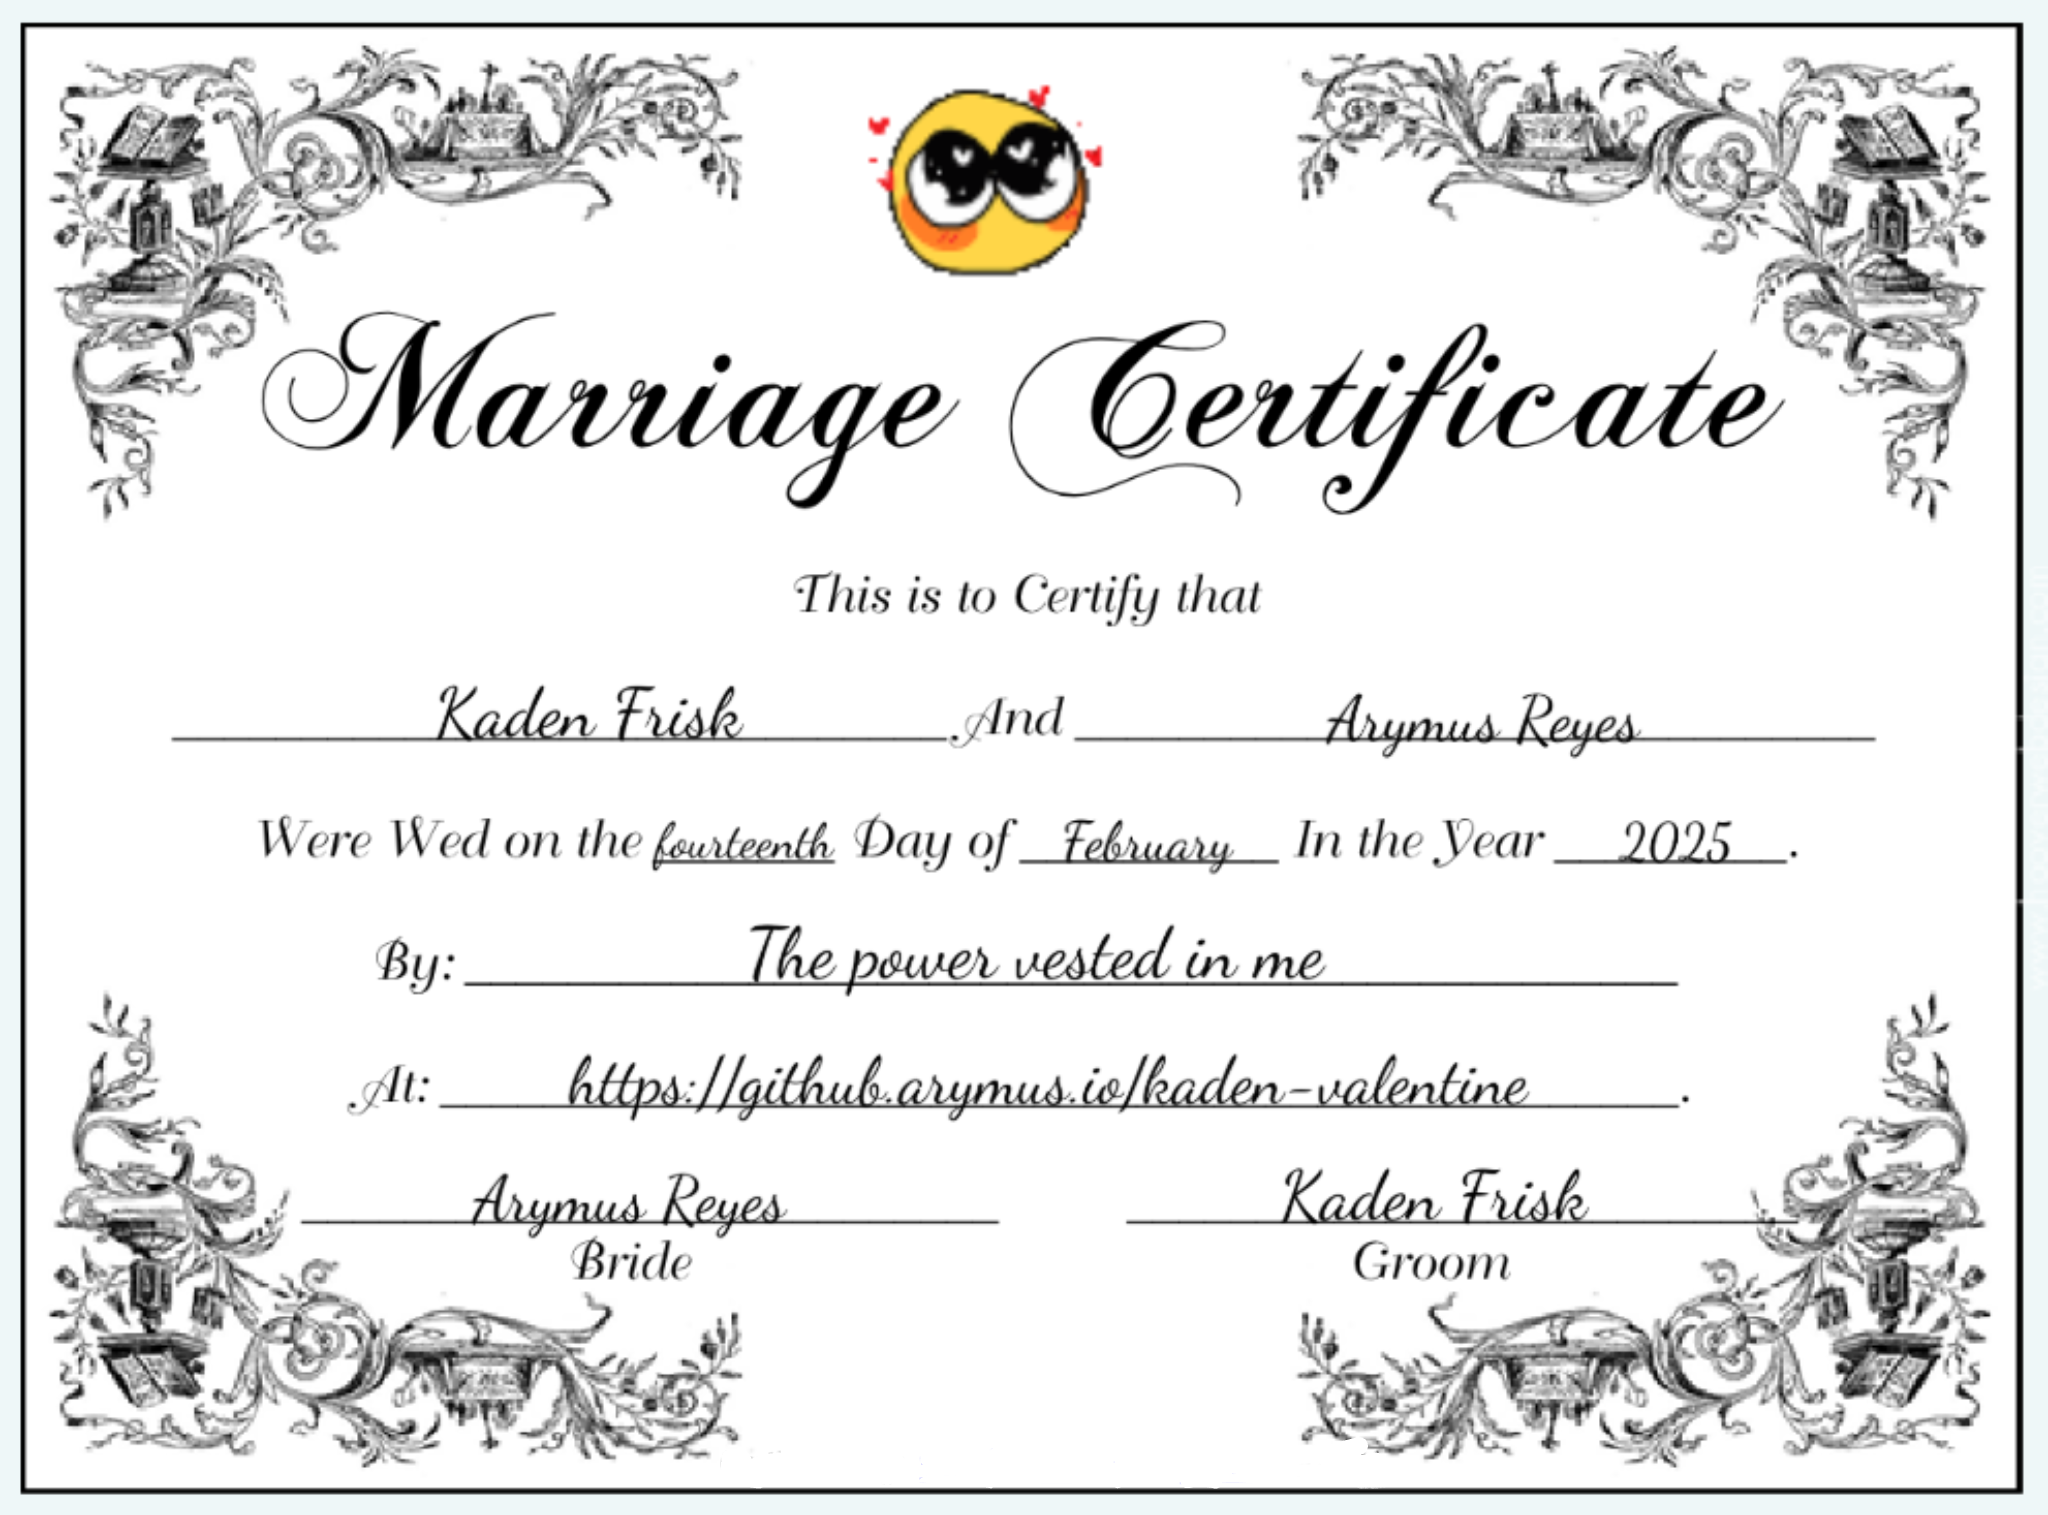 Marriage Certificate
This is to Certify that
Kaden Frisk And Arymus Reyes
Were Wed on the fourteenth Day of February In the Year 2025.
By: The power vested in me
At: https://github.arymus.io/kaden-valentine.
Arymus Reyes Kaden Frisk
Bride Groom